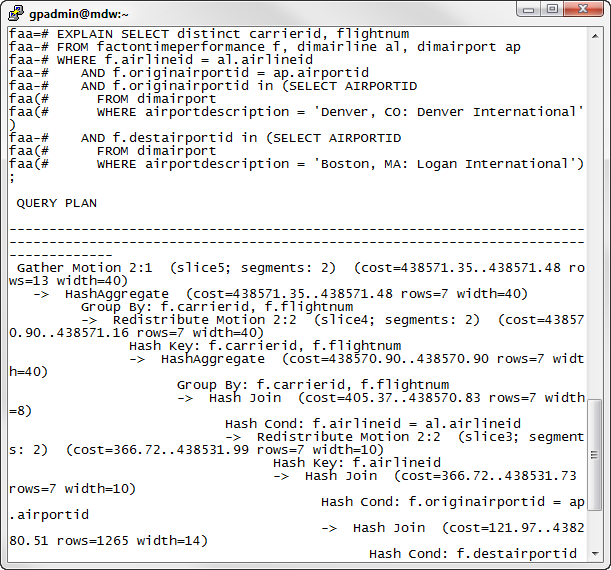 gpadmin@mdw:~
faa=# EXPLAIN SELECT distinct carrierid, flightnum
faa-# FROM factontimeperformance f, dimairline al, dimairport ap
faa-# WHERE f.airlineid = al.airlineid
faa-#    AND f.originairportid = ap.airportid
faa-#    AND f.originairportid in (SELECT AIRPORTID
faa(#      FROM dimairport
faa(#      WHERE airportdescription = 'Denver, CO: Denver International'
)
faa-#    AND f.destairportid in (SELECT AIRPORTID
faa(#      FROM dimairport
faa(#      WHERE airportdescription = 'Boston, MA: Logan International')
;
QUERY PLAN
------------------------------------------------------------------------
------------------------------------------------------------------------
-------------
Gather Motion 2:1  (slice5; segments: 2)  (cost=438571.35..438571.48 ro
ws=13 width=40)
->  HashAggregate  (cost=438571.35..438571.48 rows=7 width=40)
Group By: f.carrierid, f.flightnum
->  Redistribute Motion 2:2  (slice4; segments: 2)  (cost=43857
0.90..438571.16 rows=7 width=40)
Hash Key: f.carrierid, f.flightnum
->  HashAggregate  (cost=438570.90..438570.90 rows=7 widt
h=40)
Group By: f.carrierid, f.flightnum
->  Hash Join  (cost=405.37..438570.83 rows=7 width
=8)
Hash Cond: f.airlineid = al.airlineid
->  Redistribute Motion 2:2  (slice3; segment
s: 2)  (cost=366.72..438531.99 rows=7 width=10)
Hash Key: f.airlineid
->  Hash Join  (cost=366.72..438531.73
rows=7 width=10)
Hash Cond: f.originairportid = ap
.airportid
->  Hash Join  (cost=121.97..4382
80.51 rows=1265 width=14)
Hash Cond: f.destairportid